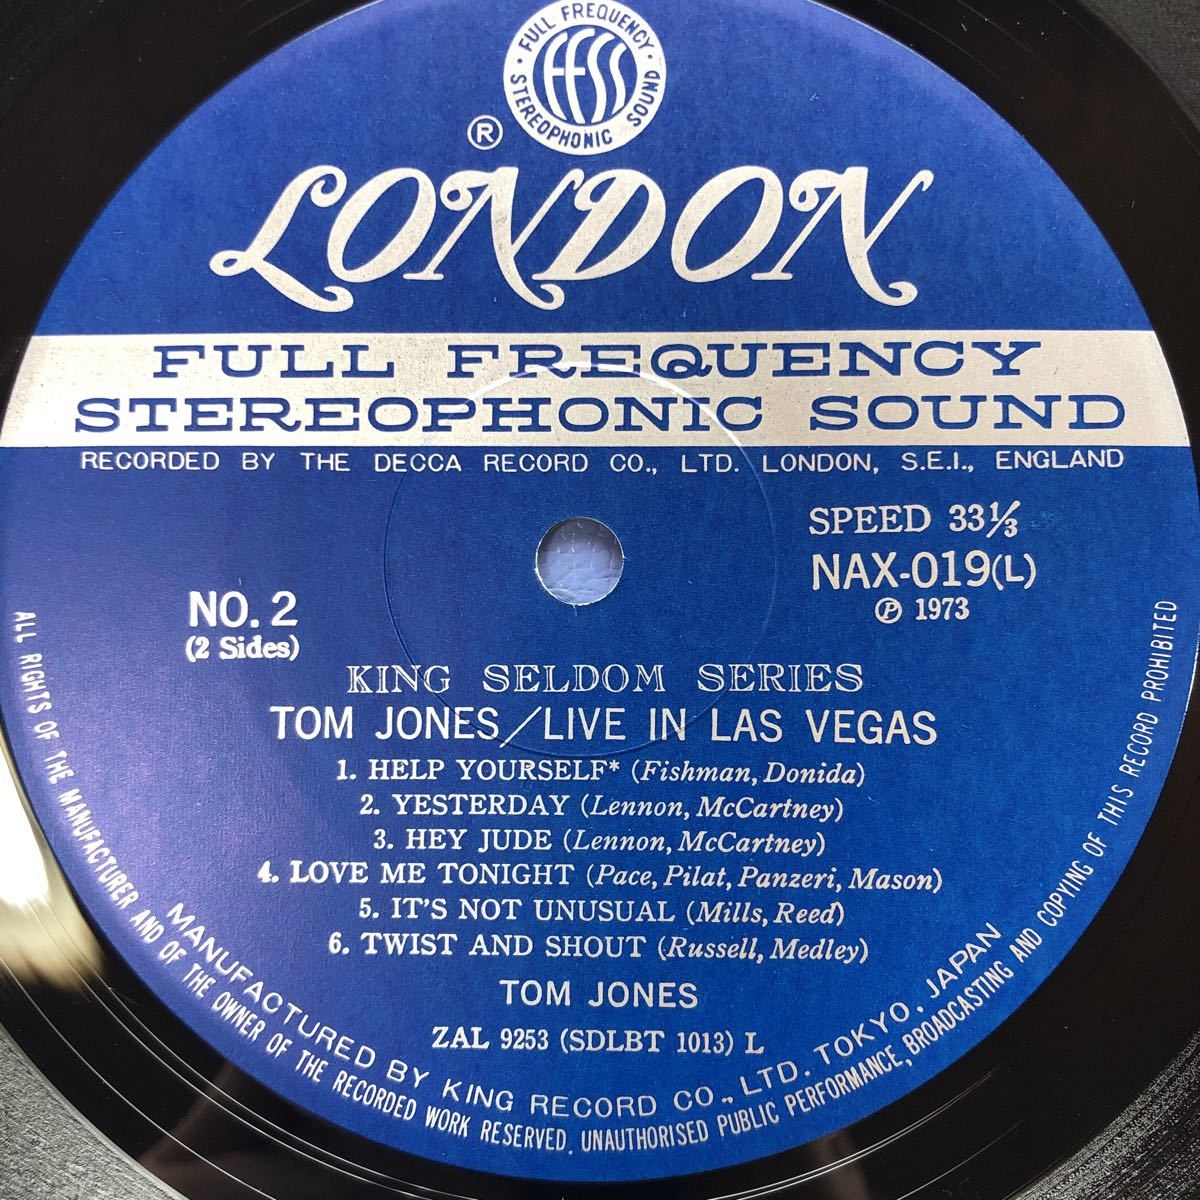 FULL FREQUENCY
STEREOPHONIC SOUND
FFSS
®
LONDON
FULL FREQUENCY
STEREOPHONIC SOUND
RECORDED BY THE DECCA RECORD CO., LTD. LONDON, S.E.I., ENGLAND
SPEED 33⅓
NAX-019(L)
℗ 1973
NO. 2
(2 Sides)
KING SELDOM SERIES
TOM JONES/LIVE IN LAS VEGAS
1. HELP YOURSELF* (Fishman, Donida)
2. YESTERDAY (Lennon, McCartney)
3. HEY JUDE (Lennon, McCartney)
4. LOVE ME TONIGHT (Pace, Pilat, Panzeri, Mason)
5. IT'S NOT UNUSUAL (Mills, Reed)
6. TWIST AND SHOUT (Russell, Medley)
TOM JONES
ZAL 9253 (SDLBT 1013) L
MANUFACTURED BY KING RECORD CO., LTD. TOKYO, JAPAN
ALL RIGHTS OF THE MANUFACTURER AND OF THE OWNER OF THE RECORDED WORK RESERVED. UNAUTHORISED PUBLIC PERFORMANCE, BROADCASTING AND COPYING OF THIS RECORD PROHIBITED